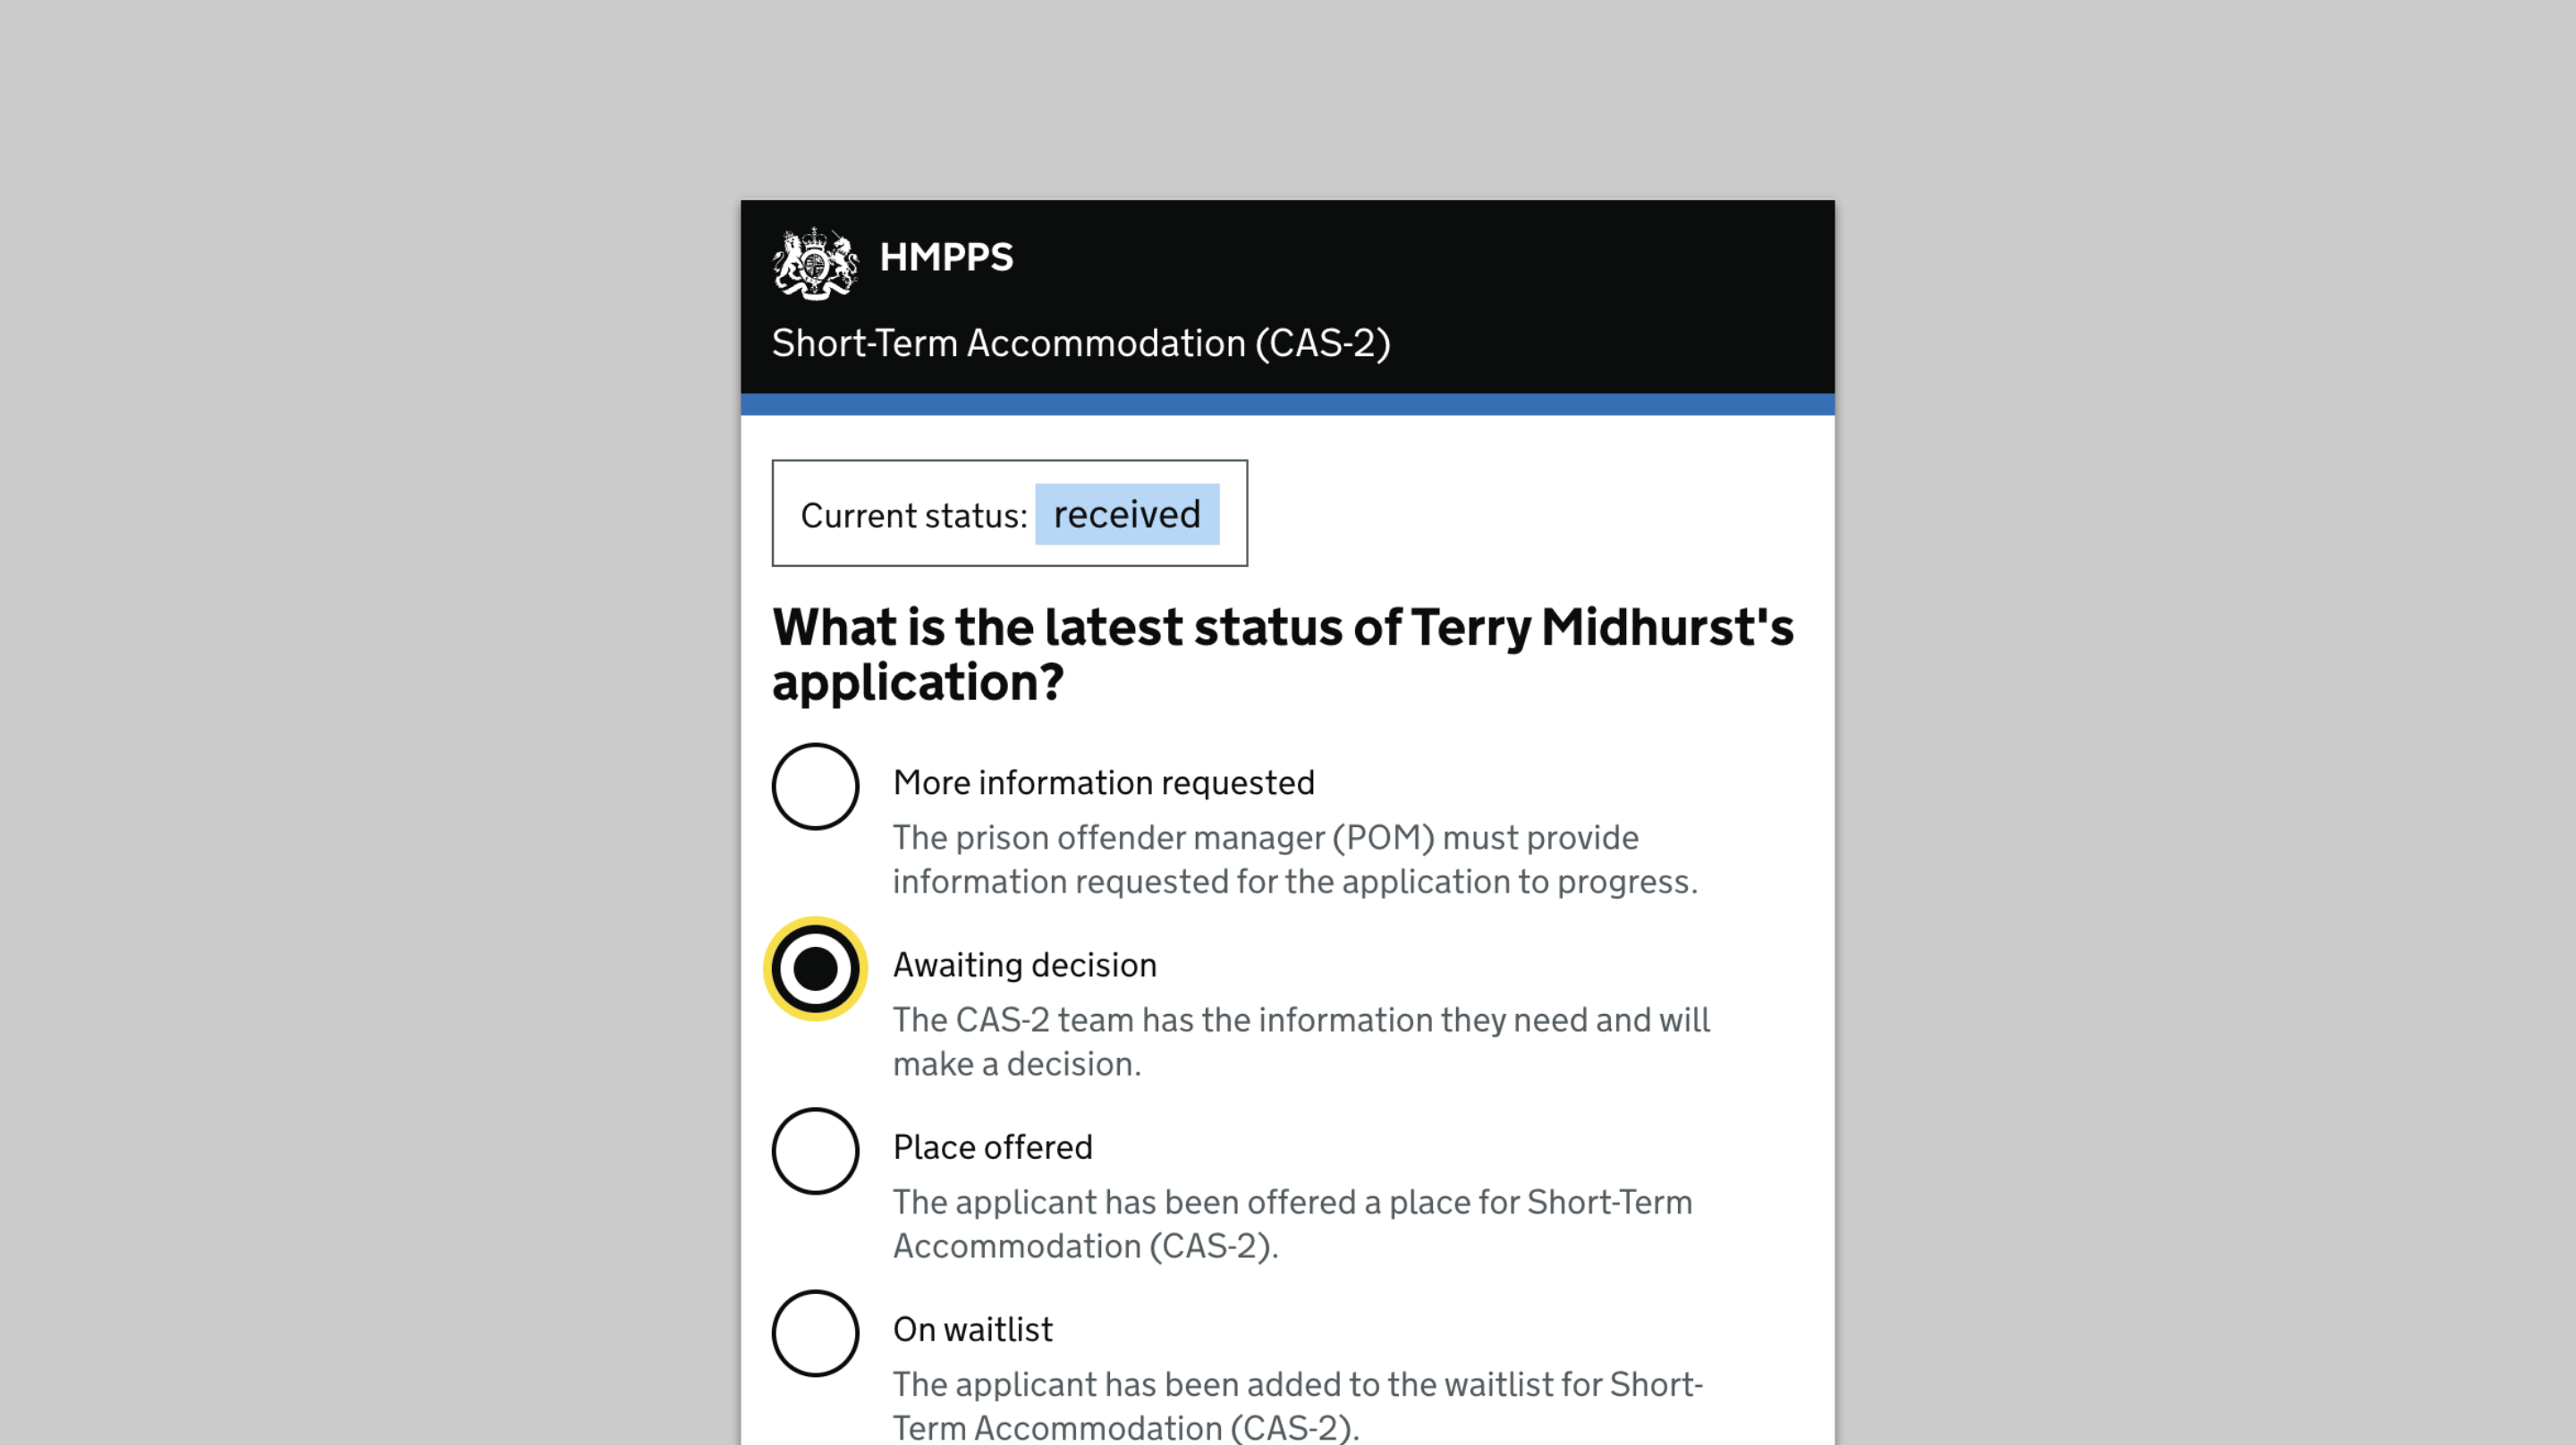 HMPPS
Short-Term Accommodation (CAS-2)
Current status: received
What is the latest status of Terry Midhurst's
application?
More information requested
The prison offender manager (POM) must provide
information requested for the application to progress.
Awaiting decision
The CAS-2 team has the information they need and will
make a decision.
Place offered
The applicant has been offered a place for Short-Term
Accommodation (CAS-2).
On waitlist
The applicant has been added to the waitlist for Short-
Term Accommodation (CAS-2).